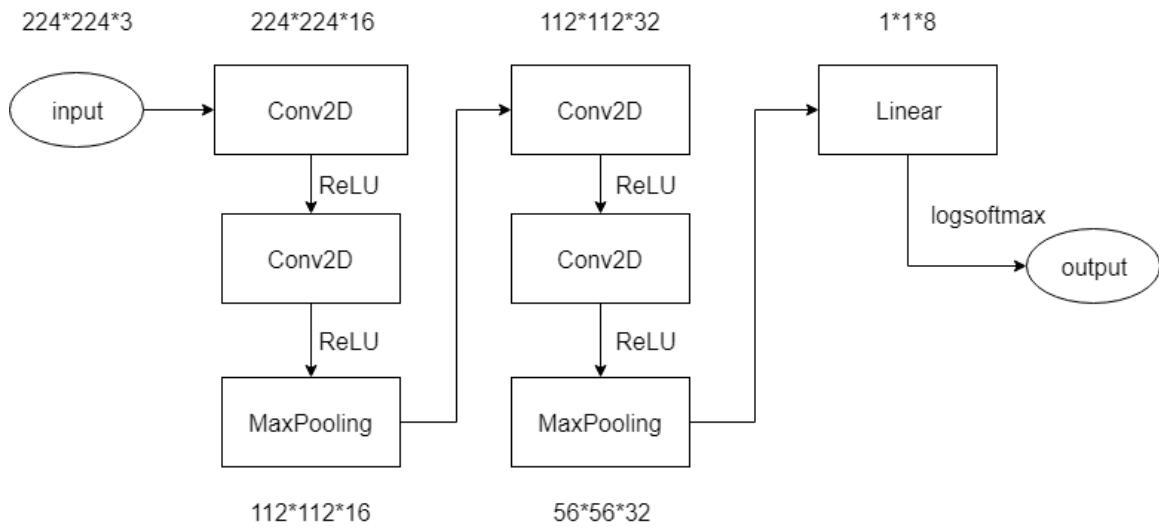 224*224*3
224*224*16
112*112*32
1*1*8
input
Conv2D
Conv2D
Linear
ReLU
ReLU
logsoftmax
Conv2D
Conv2D
output
ReLU
ReLU
MaxPooling
MaxPooling
112*112*16
56*56*32